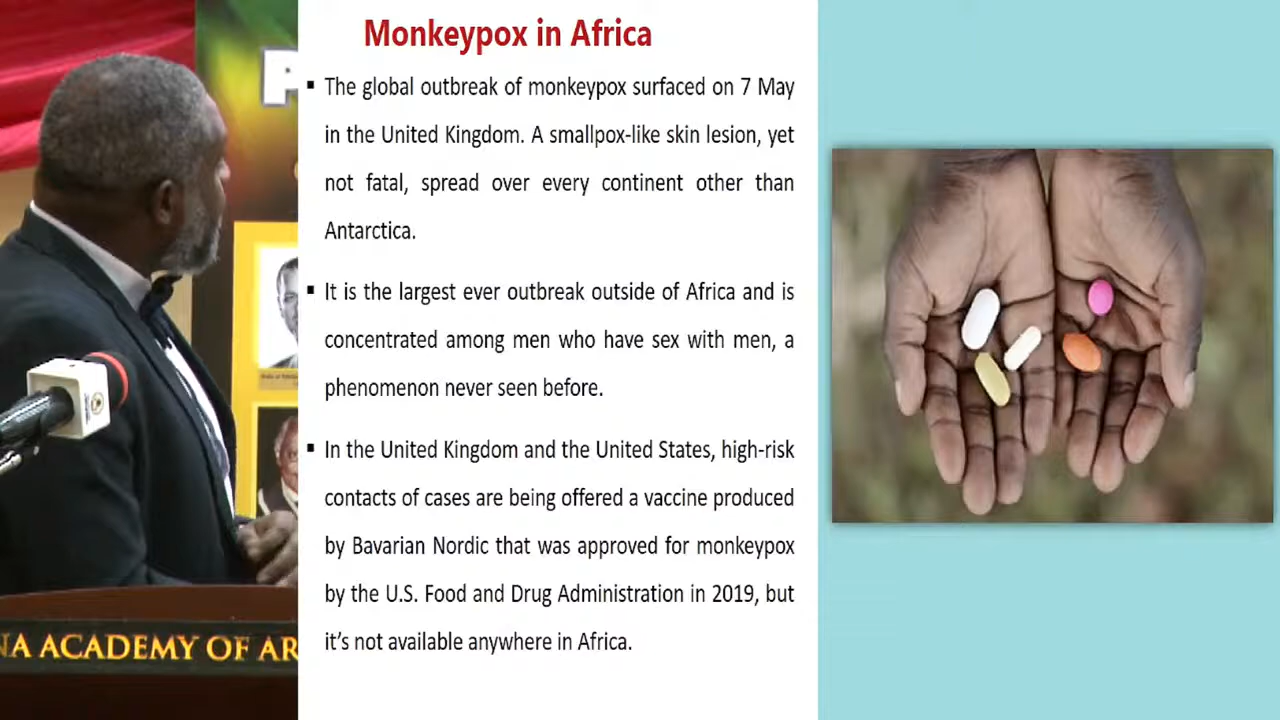 Monkeypox in Africa
▪ The global outbreak of monkeypox surfaced on 7 May
in the United Kingdom. A smallpox-like skin lesion, yet
not fatal, spread over every continent other than
Antarctica.
▪ It is the largest ever outbreak outside of Africa and is
concentrated among men who have sex with men, a
phenomenon never seen before.
▪ In the United Kingdom and the United States, high-risk
contacts of cases are being offered a vaccine produced
by Bavarian Nordic that was approved for monkeypox
by the U.S. Food and Drug Administration in 2019, but
it's not available anywhere in Africa.
P
NA ACADEMY OF AR